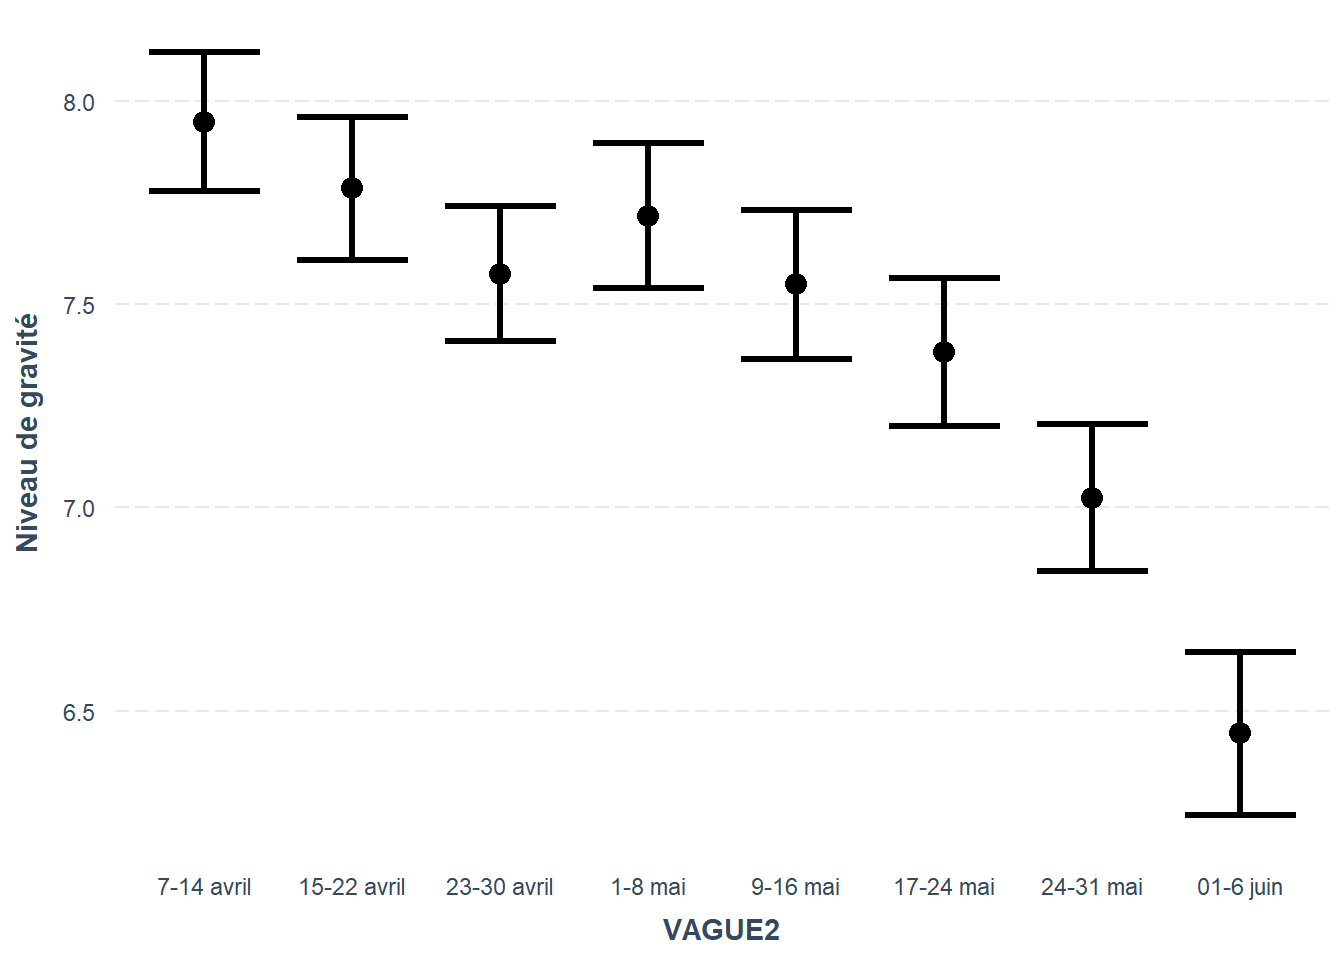 8.0
7.5
7.0
6.5
Niveau de gravité
7-14 avril
15-22 avril
23-30 avril
1-8 mai
9-16 mai
17-24 mai
24-31 mai
01-6 juin
VAGUE2